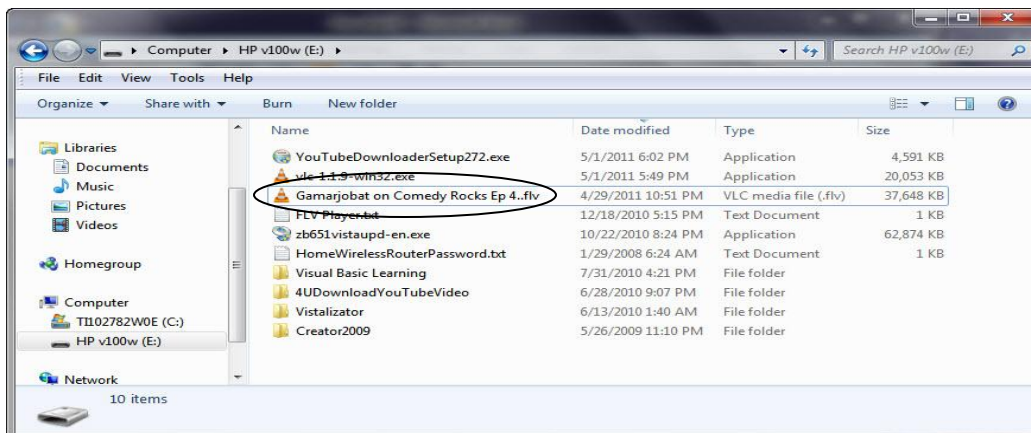 Computer ▸ HP v100w (E:) ▸ Search HP v100w (E:)
File Edit View Tools Help
Organize Share with Burn New folder
Libraries
Documents
Music
Pictures
Videos
Homegroup
Computer
TI102782W0E (C:)
HP v100w (E:)
Network
Name Date modified Type Size
YouTubeDownloaderSetup272.exe 5/1/2011 6:02 PM Application 4,591 KB
vlc-1.1.9-win32.exe 5/1/2011 5:49 PM Application 20,053 KB
Gamarjobat on Comedy Rocks Ep 4..flv 4/29/2011 10:51 PM VLC media file (.flv) 37,648 KB
FLV Player.txt 12/18/2010 5:15 PM Text Document 1 KB
zb651vistaupd-en.exe 10/22/2010 8:24 PM Application 62,874 KB
HomeWirelessRouterPassword.txt 1/29/2008 6:24 AM Text Document 1 KB
Visual Basic Learning 7/31/2010 4:21 PM File folder
4UDownloadYouTubeVideo 6/28/2010 9:07 PM File folder
Vistalizator 6/13/2010 1:40 AM File folder
Creator2009 5/26/2009 11:10 PM File folder
10 items